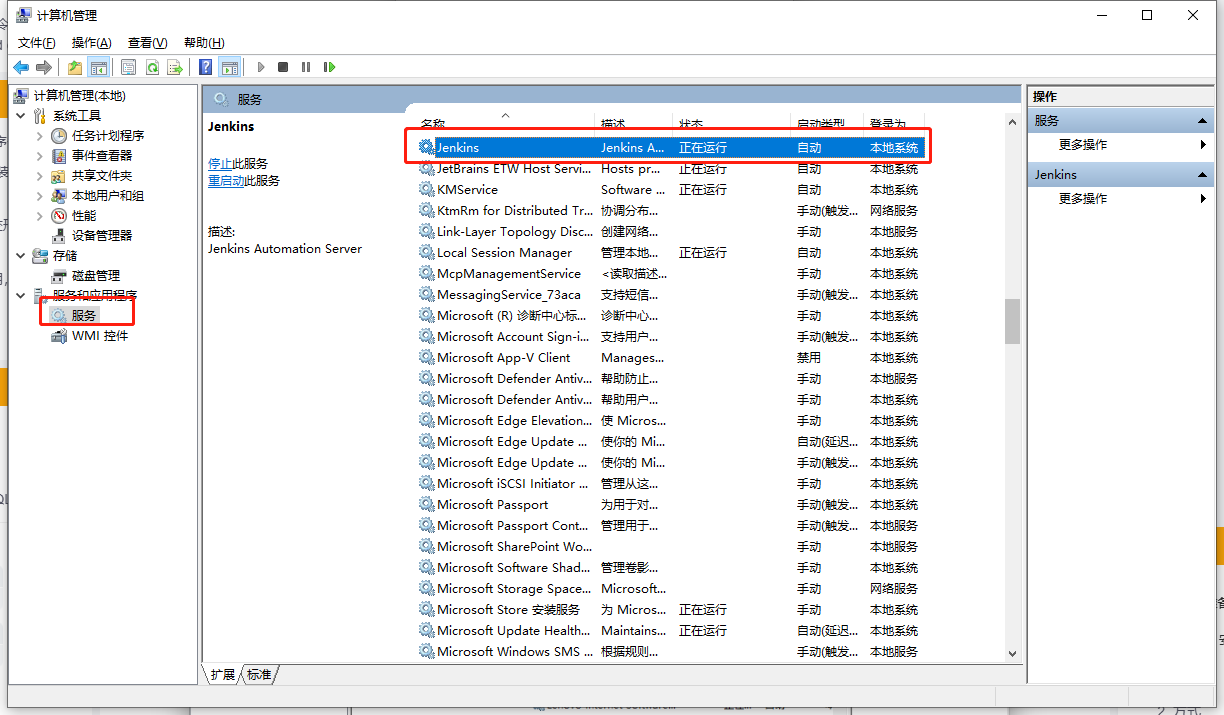 计算机管理
文件(F) 操作(A) 查看(V) 帮助(H)
计算机管理(本地)
系统工具
任务计划程序
事件查看器
共享文件夹
本地用户和组
性能
设备管理器
存储
磁盘管理
服务和应用程序
服务
WMI 控件
服务
Jenkins
停止此服务
重启动此服务
描述:
Jenkins Automation Server
名称 描述 状态 启动类型 登录为
Jenkins Jenkins A... 正在运行 自动 本地系统
JetBrains ETW Host Servi... Hosts pr... 正在运行 自动 本地系统
KMService Software ... 正在运行 自动 本地系统
KtmRm for Distributed Tr... 协调分布... 手动(触发... 网络服务
Link-Layer Topology Disc... 创建网络... 手动 本地服务
Local Session Manager 管理本地... 正在运行 自动 本地系统
McpManagementService <读取描述... 手动 本地系统
MessagingService_73aca 支持短信... 手动(触发... 本地系统
Microsoft (R) 诊断中心标... 诊断中心... 手动 本地系统
Microsoft Account Sign-i... 支持用户... 手动(触发... 本地系统
Microsoft App-V Client Manages... 禁用 本地系统
Microsoft Defender Antiv... 帮助防止... 手动 本地服务
Microsoft Defender Antiv... 帮助用户... 手动 本地系统
Microsoft Edge Elevation... 使 Micros... 手动 本地系统
Microsoft Edge Update ... 使你的 Mi... 自动(延迟... 本地系统
Microsoft Edge Update ... 使你的 Mi... 手动(触发... 本地系统
Microsoft iSCSI Initiator ... 管理从这... 手动 本地系统
Microsoft Passport 为用于对... 手动(触发... 本地系统
Microsoft Passport Cont... 管理用于... 手动(触发... 本地服务
Microsoft SharePoint Wo... 手动 本地服务
Microsoft Software Shad... 管理卷影... 手动 本地系统
Microsoft Storage Space... Microsoft... 手动 网络服务
Microsoft Store 安装服务 为 Micros... 正在运行 手动 本地系统
Microsoft Update Health... Maintains... 正在运行 自动(延迟... 本地系统
Microsoft Windows SMS ... 根据规则... 手动(触发... 本地服务
扩展 标准
操作
服务
更多操作
Jenkins
更多操作